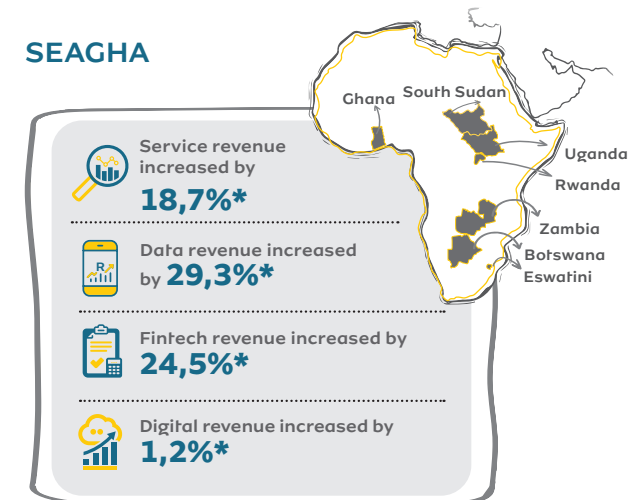 SEAGHA
Ghana
South Sudan
Uganda
Rwanda
Zambia
Botswana
Eswatini
Service revenue
increased by
18,7%*
R
Data revenue increased
by 29,3%*
Fintech revenue increased by
24,5%*
Digital revenue increased by
1,2%*